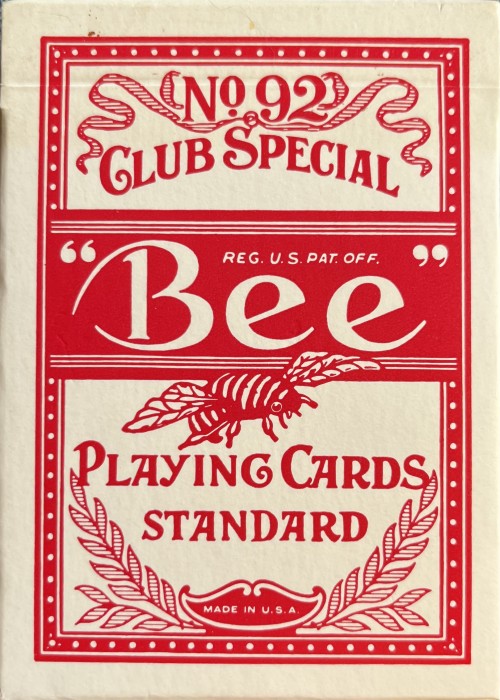 Nº 92
CLUB SPECIAL
REG. U.S. PAT. OFF.
“Bee”
PLAYING CARDS
STANDARD
MADE IN U.S.A.